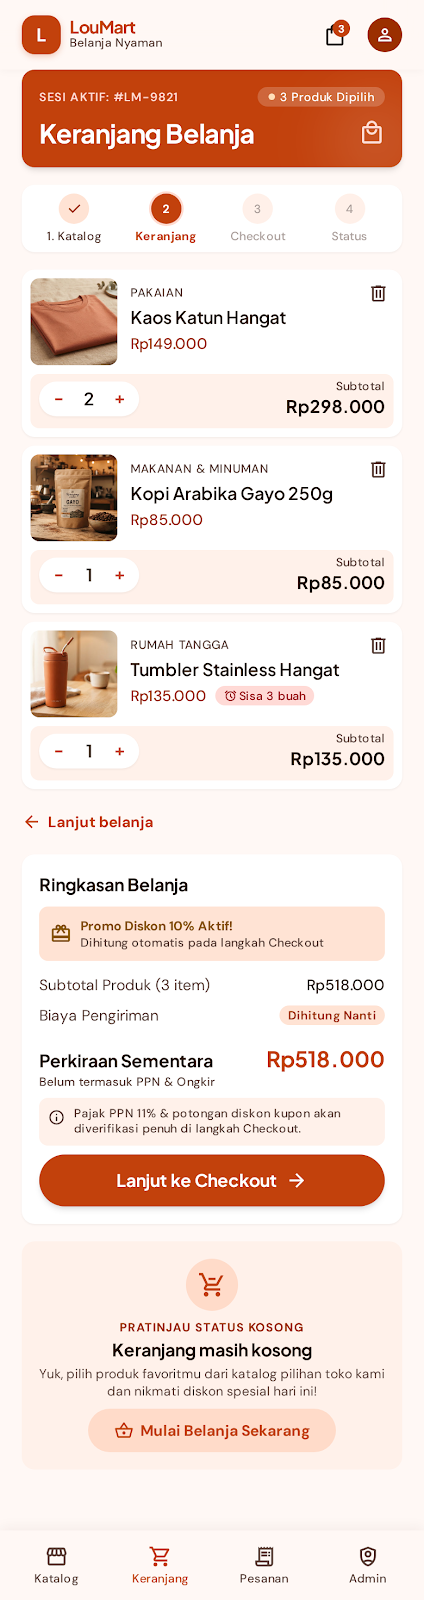 L
LouMart
Belanja Nyaman
3
SESI AKTIF: #LM-9821
3 Produk Dipilih
Keranjang Belanja
2
3
4
1. Katalog
Keranjang
Checkout
Status
PAKAIAN
Kaos Katun Hangat
Rp149.000
- 2 +
Subtotal
Rp298.000
MAKANAN & MINUMAN
Kopi Arabika Gayo 250g
Rp85.000
GAYO
- 1 +
Subtotal
Rp85.000
RUMAH TANGGA
Tumbler Stainless Hangat
Rp135.000
Sisa 3 buah
- 1 +
Subtotal
Rp135.000
← Lanjut belanja
Ringkasan Belanja
Promo Diskon 10% Aktif!
Dihitung otomatis pada langkah Checkout
Subtotal Produk (3 item)
Rp518.000
Biaya Pengiriman
Dihitung Nanti
Perkiraan Sementara
Rp518.000
Belum termasuk PPN & Ongkir
Pajak PPN 11% & potongan diskon kupon akan
diverifikasi penuh di langkah Checkout.
Lanjut ke Checkout →
PRATINJAU STATUS KOSONG
Keranjang masih kosong
Yuk, pilih produk favoritmu dari katalog pilihan toko kami
dan nikmati diskon spesial hari ini!
Mulai Belanja Sekarang
Katalog
Keranjang
Pesanan
Admin